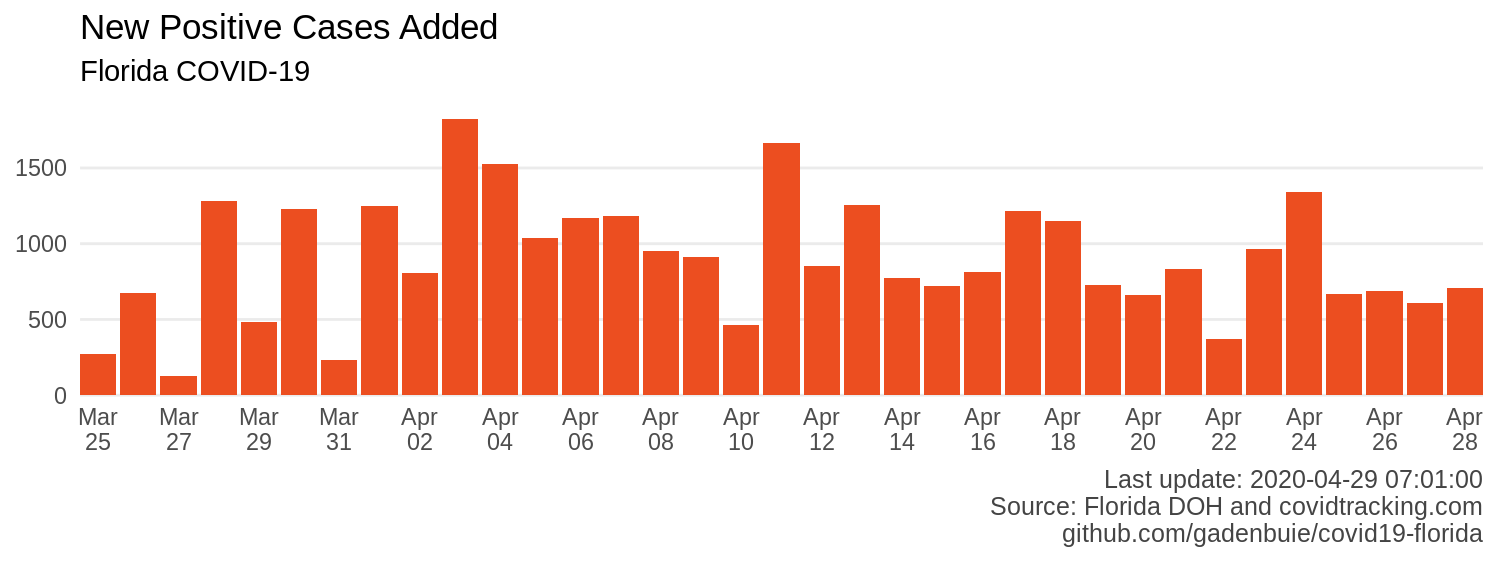 New Positive Cases Added
Florida COVID-19
1500
1000
500
0
Mar Mar Mar Mar Apr Apr Apr Apr Apr Apr Apr Apr Apr Apr Apr Apr Apr Apr
25 27 29 31 02 04 06 08 10 12 14 16 18 20 22 24 26 28
Last update: 2020-04-29 07:01:00
Source: Florida DOH and covidtracking.com
github.com/gadenbuie/covid19-florida